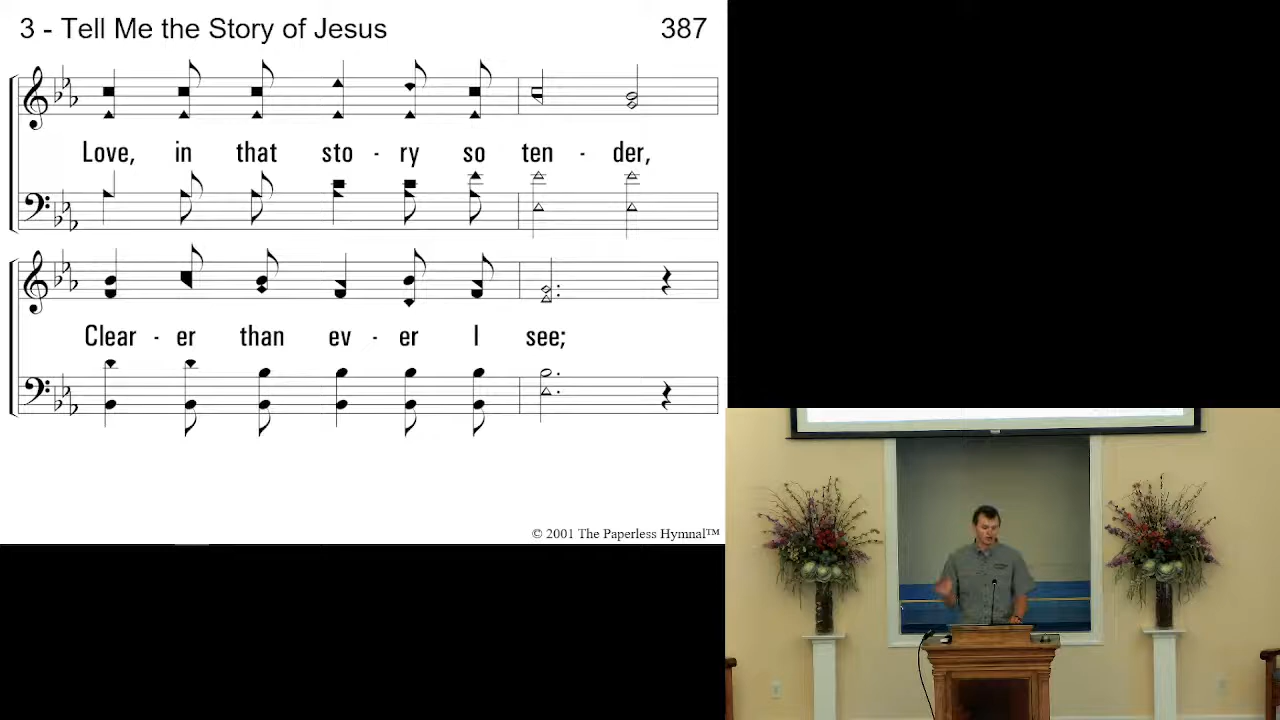 3 - Tell Me the Story of Jesus 387
Love, in that sto - ry so ten - der,
Clear - er than ev - er I see;
© 2001 The Paperless Hymnal™